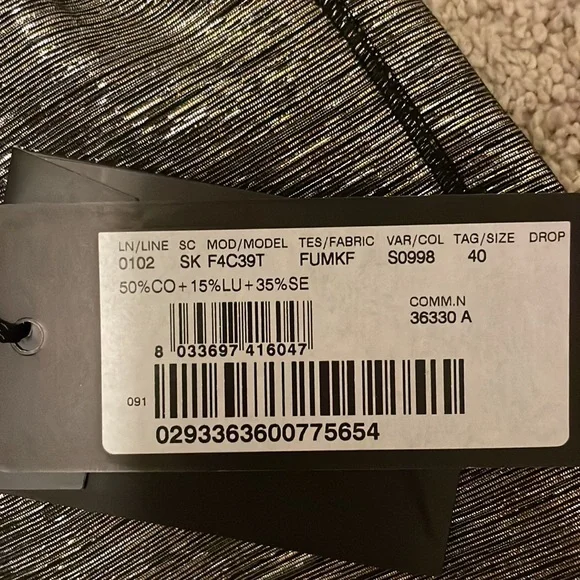 LN/LINE SC MOD/MODEL TES/FABRIC VAR/COL TAG/SIZE DROP
0102 SK F4C39T FUMKF S0998 40
50%CO+15%LU+35%SE
COMM.N
36330 A
8 033697 416047
091
0293363600775654